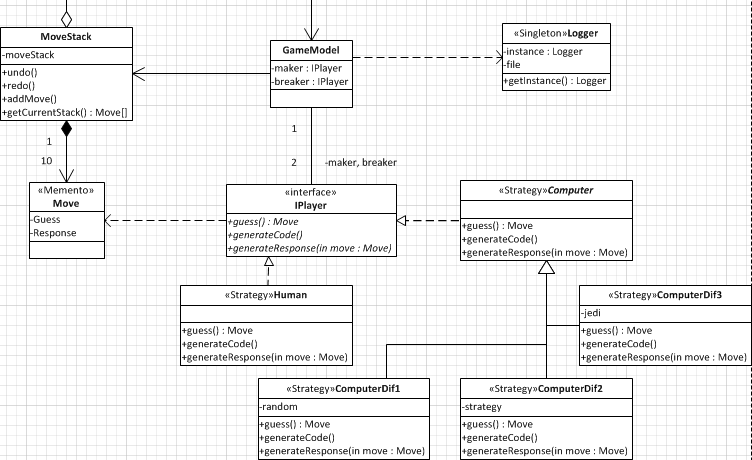 MoveStack
-moveStack
+undo()
+redo()
+addMove()
+getCurrentStack() : Move[]
GameModel
-maker : IPlayer
-breaker : IPlayer
«Singleton»Logger
-instance : Logger
-file
+getInstance() : Logger
1
10
1
2
-maker, breaker
«Memento»
Move
-Guess
-Response
«interface»
IPlayer
+guess() : Move
+generateCode()
+generateResponse(in move : Move)
«Strategy»Computer
+guess() : Move
+generateCode()
+generateResponse(in move : Move)
«Strategy»Human
+guess() : Move
+generateCode()
+generateResponse(in move : Move)
«Strategy»ComputerDif3
-jedi
+guess() : Move
+generateCode()
+generateResponse(in move : Move)
«Strategy»ComputerDif1
-random
+guess() : Move
+generateCode()
+generateResponse(in move : Move)
«Strategy»ComputerDif2
-strategy
+guess() : Move
+generateCode()
+generateResponse(in move : Move)